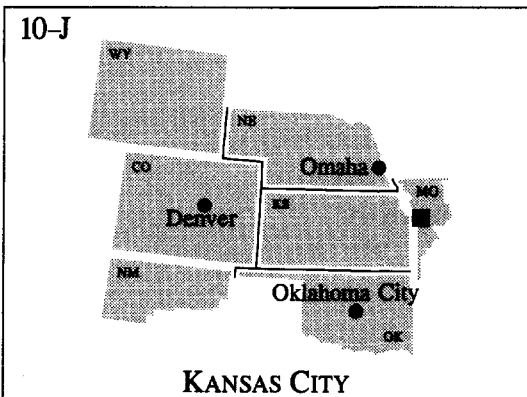 10–J
WY
NB
Omaha
CO
MO
Denver
KS
NM
Oklahoma City
OK
KANSAS CITY